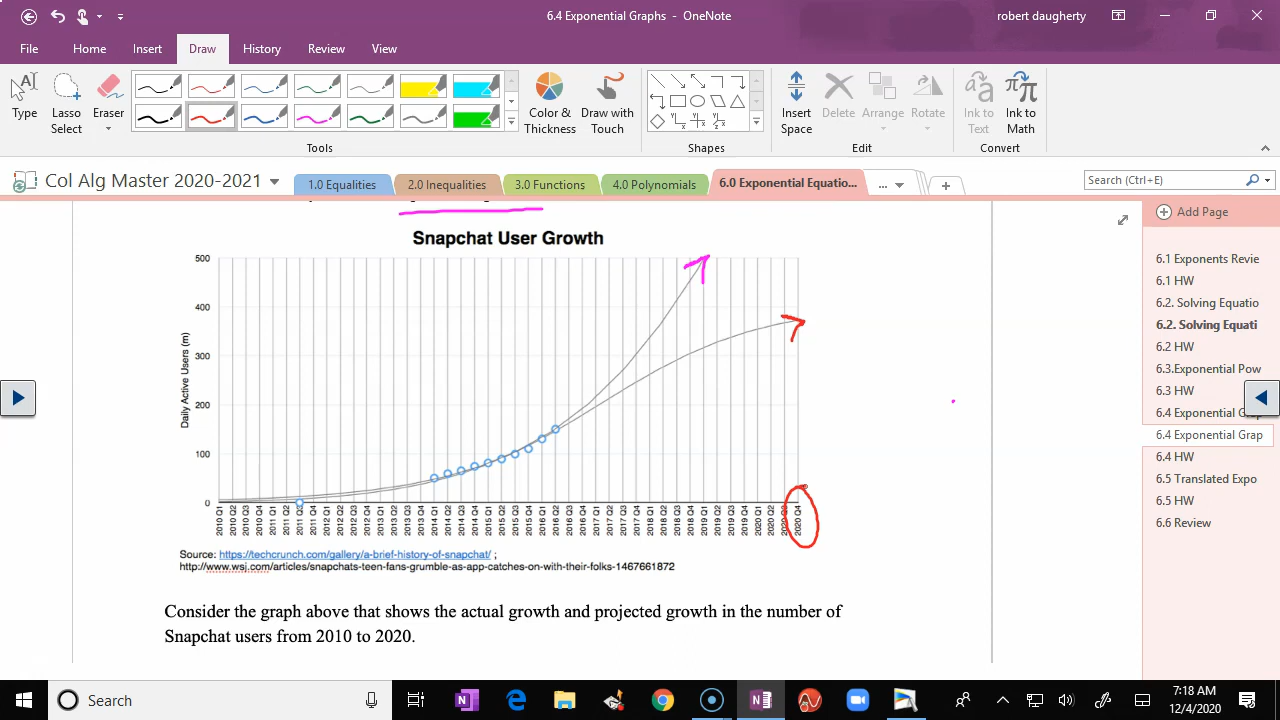 6.4 Exponential Graphs - OneNote
robert daugherty
File
Home
Insert
Draw
History
Review
View
Type
Lasso
Select
Eraser
Color &
Thickness
Draw with
Touch
Insert
Space
Delete
Arrange
Rotate
Ink to
Text
Ink to
Math
Tools
Shapes
Edit
Convert
Col Alg Master 2020-2021
1.0 Equalities
2.0 Inequalities
3.0 Functions
4.0 Polynomials
6.0 Exponential Equatio...
...
Search (Ctrl+E)
Add Page
6.1 Exponents Revie
6.1 HW
6.2. Solving Equatio
6.2. Solving Equati
6.2 HW
6.3.Exponential Pow
6.3 HW
6.4 Exponential Grap
6.4 Exponential Grap
6.4 HW
6.5 Translated Expo
6.5 HW
6.6 Review
Snapchat User Growth
Daily Active Users (m)
500
400
300
200
100
0
2010 Q1 2010 Q2 2010 Q3 2010 Q4 2011 Q1 2011 Q2 2011 Q3 2011 Q4 2012 Q1 2012 Q2 2012 Q3 2012 Q4 2013 Q1 2013 Q2 2013 Q3 2013 Q4 2014 Q1 2014 Q2 2014 Q3 2014 Q4 2015 Q1 2015 Q2 2015 Q3 2015 Q4 2016 Q1 2016 Q2 2016 Q3 2016 Q4 2017 Q1 2017 Q2 2017 Q3 2017 Q4 2018 Q1 2018 Q2 2018 Q3 2018 Q4 2019 Q1 2019 Q2 2019 Q3 2019 Q4 2020 Q1 2020 Q2 2020 Q3 2020 Q4
Source: https://techcrunch.com/gallery/a-brief-history-of-snapchat/ ;
http://www.wsj.com/articles/snapchats-teen-fans-grumble-as-app-catches-on-with-their-folks-1467661872
Consider the graph above that shows the actual growth and projected growth in the number of
Snapchat users from 2010 to 2020.
Search
7:18 AM
12/4/2020